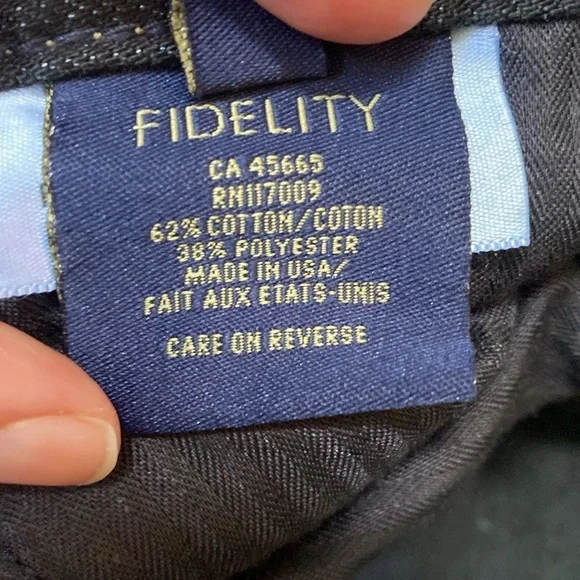 FIDELITY
CA 45665
RN117009
62% COTTON/COTON
38% POLYESTER
MADE IN USA/
FAIT AUX ETATS-UNIS
CARE ON REVERSE